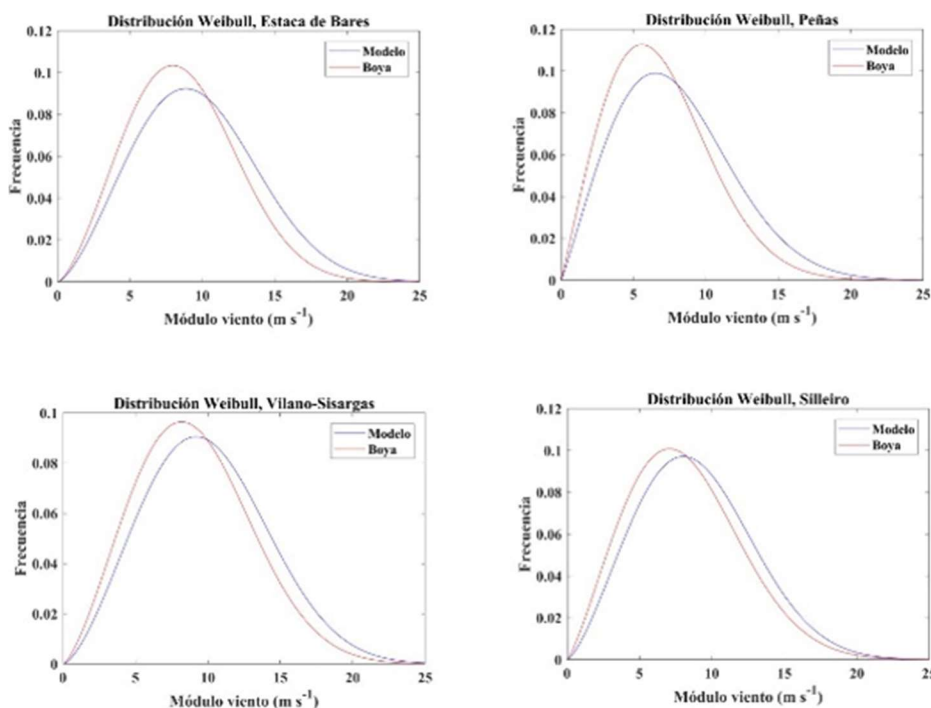 Distribución Weibull, Estaca de Bares
0.12
0.1
0.08
0.06
0.04
0.02
0
Frecuencia
Modelo
Boya
0 5 10 15 20 25
Módulo viento (m s⁻¹)
Distribución Weibull, Peñas
0.12
0.1
0.08
0.06
0.04
0.02
0
Frecuencia
Modelo
Boya
0 5 10 15 20 25
Módulo viento (m s⁻¹)
Distribución Weibull, Vilano-Sisargas
0.1
0.08
0.06
0.04
0.02
0
Frecuencia
Modelo
Boya
0 5 10 15 20 25
Módulo viento (m s⁻¹)
Distribución Weibull, Silleiro
0.12
0.1
0.08
0.06
0.04
0.02
0
Frecuencia
Modelo
Boya
0 5 10 15 20 25
Módulo viento (m s⁻¹)